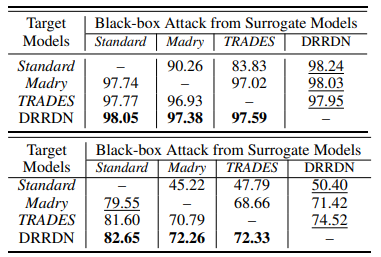 Target Black-box Attack from Surrogate Models
Models Standard Madry TRADES DRRDN
Standard – 90.26 83.83 98.24
Madry 97.74 – 97.02 98.03
TRADES 97.77 96.93 – 97.95
DRRDN 98.05 97.38 97.59 –
Target Black-box Attack from Surrogate Models
Models Standard Madry TRADES DRRDN
Standard – 45.22 47.79 50.40
Madry 79.55 – 68.66 71.42
TRADES 81.60 70.79 – 74.52
DRRDN 82.65 72.26 72.33 –